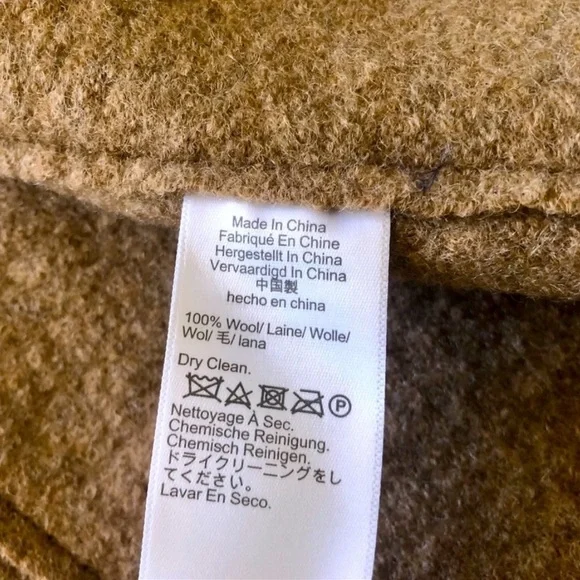 Made In China
Fabriqué En Chine
Hergestellt In China
Vervaardigd In China
中国製
hecho en china
100% Wool/ Laine/ Wolle/
Wol/ 毛/ lana
Dry Clean.
P
Nettoyage À Sec.
Chemische Reinigung.
Chemisch Reinigen.
ドライクリーニングをし
てください.
Lavar En Seco.